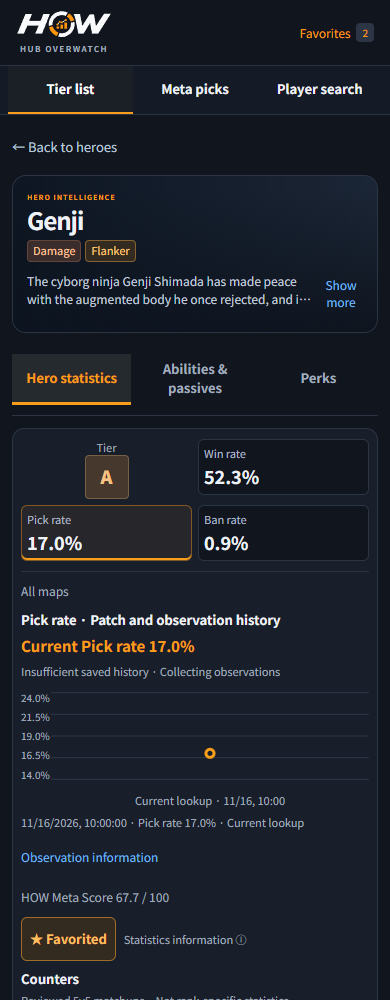 HOW
HUB OVERWATCH
Favorites 2
Tier list
Meta picks
Player search
← Back to heroes
HERO INTELLIGENCE
Genji
Damage
Flanker
The cyborg ninja Genji Shimada has made peace
with the augmented body he once rejected, and i…
Show
more
Hero statistics
Abilities &
passives
Perks
Tier
A
Win rate
52.3%
Pick rate
17.0%
Ban rate
0.9%
All maps
Pick rate · Patch and observation history
Current Pick rate 17.0%
Insufficient saved history · Collecting observations
24.0%
21.5%
19.0%
16.5%
14.0%
Current lookup · 11/16, 10:00
11/16/2026, 10:00:00 · Pick rate 17.0% · Current lookup
Observation information
HOW Meta Score 67.7 / 100
★ Favorited
Statistics information ⓘ
Counters